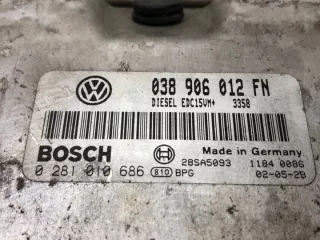 038 906 012 FN
DIESEL EDC15VM+ 3350
Made in Germany
BOSCH
28SA5093 1184 0086
0 281 010 686 810 BPG 02-05-28